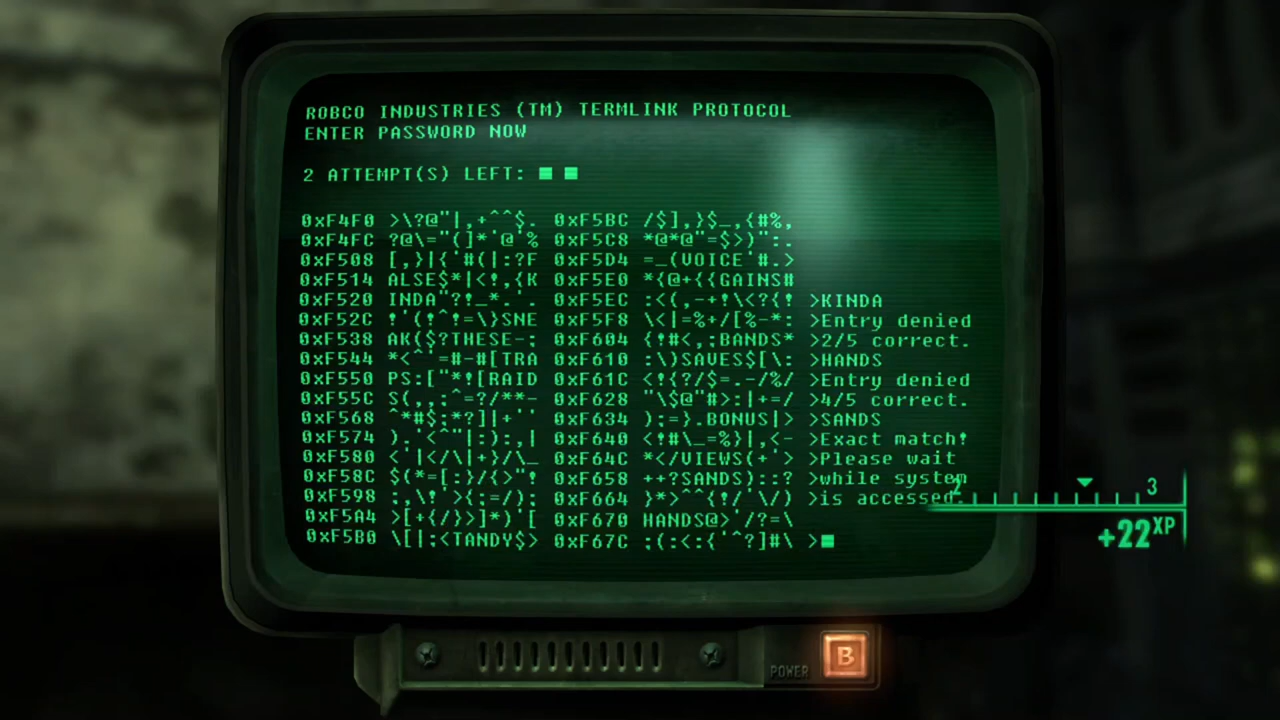 ROBCO INDUSTRIES (TM) TERMLINK PROTOCOL
ENTER PASSWORD NOW
2 ATTEMPT(S) LEFT: ■ ■
0xF4F0 >\?@"|,+^^$. 0xF5BC /$],}$_,{#%,
0xF4FC ?@\="(]*'@'% 0xF5C8 *@*@"=$>)":.
0xF508 [,}|{'#(|:?F 0xF5D4 =_(VOICE'#.>
0xF514 ALSE$*|<!,{K 0xF5E0 *{@+{{GAINS#
0xF520 INDA"?!_*.'. 0xF5EC :<(,-+!\<?{! >KINDA
0xF52C !'(!^!=\}SNE 0xF5F8 \<|=%+/[%-*: >Entry denied
0xF538 AK($?THESE-; 0xF604 {!#<,:BANDS* >2/5 correct.
0xF544 *<^'=#-#[TRA 0xF610 :\)SAVES$[\: >HANDS
0xF550 PS:["*![RAID 0xF61C <!{?/$=.-/%/ >Entry denied
0xF55C S(,,:^=?/**- 0xF628 "\$@"#>:|+=/ >4/5 correct.
0xF568 ^*#$;*?]|+'' 0xF634 );=}.BONUS|> >SANDS
0xF574 ).'<^"|:):,| 0xF640 <!#\_=%}|,<- >Exact match!
0xF580 <'|</\|+}/\_ 0xF64C *</VIEWS(+'> >Please wait
0xF58C $(*=[:}/{>"! 0xF658 ++?SANDS)::? >while system
0xF598 :,\!'>{;=/); 0xF664 }*>^^{!/'\/) >is accessed.
0xF5A4 >[+{/}>]*)'[ 0xF670 HANDS@>'/?=\
0xF5B0 \[|;<TANDY$> 0xF67C ;(:<:{'^?]#\ >■
2 3
+22 XP
POWER
B